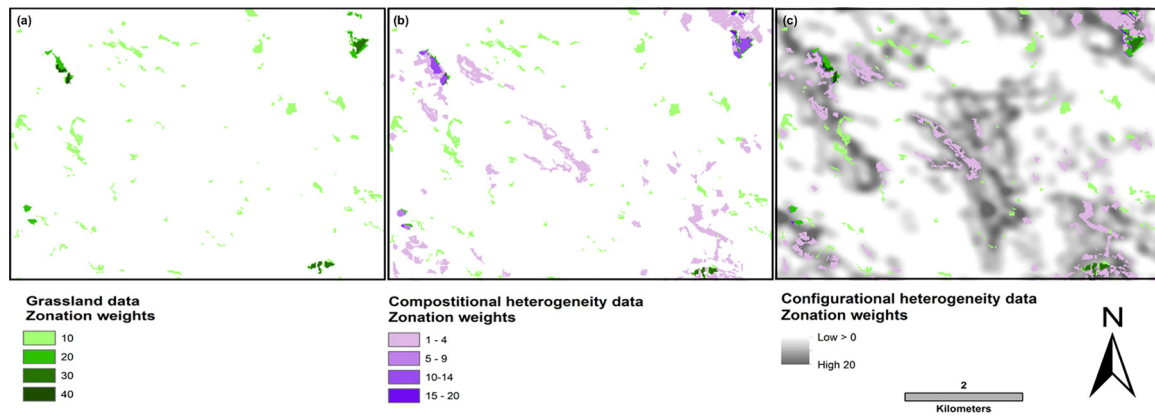 (a)
(b)
(c)
Grassland data
Zonation weights
10
20
30
40
Compostitional heterogeneity data
Zonation weights
1 - 4
5 - 9
10-14
15 - 20
Configurational heterogeneity data
Zonation weights
Low > 0
High 20
2
Kilometers
N